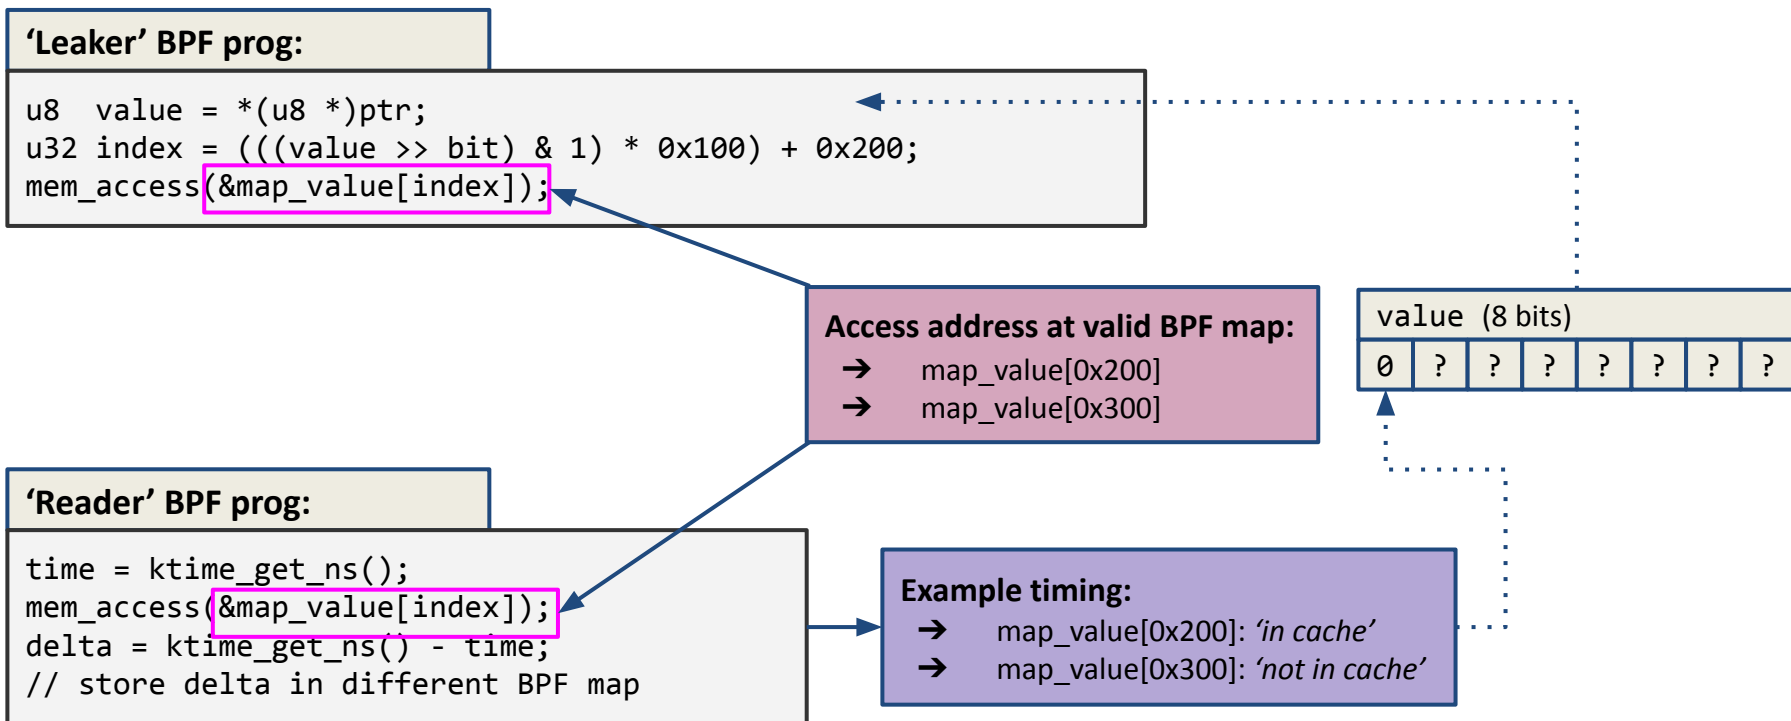 ‘Leaker’ BPF prog:
u8  value = *(u8 *)ptr;
u32 index = (((value >> bit) & 1) * 0x100) + 0x200;
mem_access(&map_value[index]);
Access address at valid BPF map:
➔ map_value[0x200]
➔ map_value[0x300]
value (8 bits)
0 ? ? ? ? ? ? ?
‘Reader’ BPF prog:
time = ktime_get_ns();
mem_access(&map_value[index]);
delta = ktime_get_ns() - time;
// store delta in different BPF map
Example timing:
➔ map_value[0x200]: ‘in cache’
➔ map_value[0x300]: ‘not in cache’